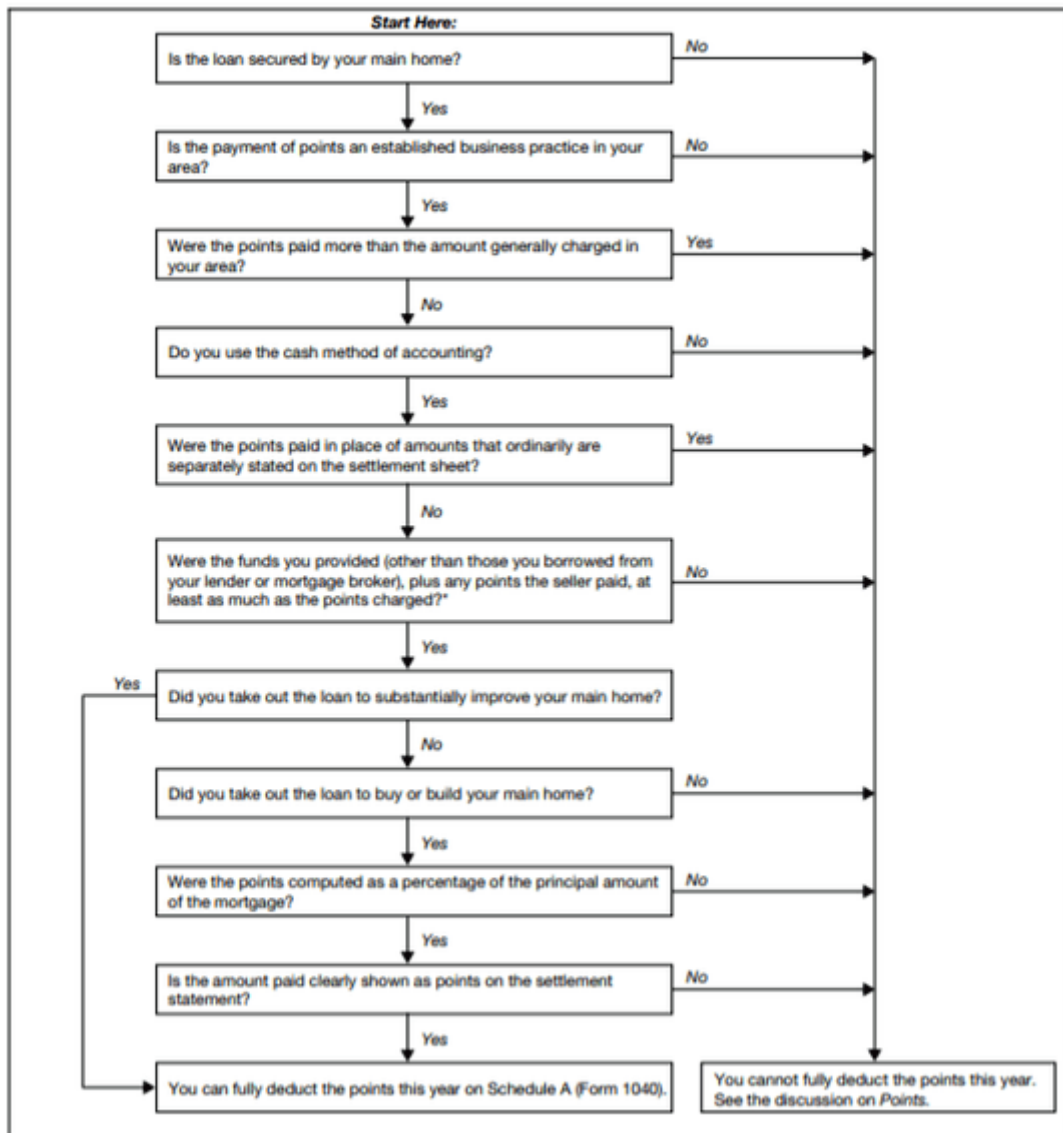 Start Here:
Is the loan secured by your main home?
No
Yes
Is the payment of points an established business practice in your
area?
No
Yes
Were the points paid more than the amount generally charged in
your area?
Yes
No
Do you use the cash method of accounting?
No
Yes
Were the points paid in place of amounts that ordinarily are
separately stated on the settlement sheet?
Yes
No
Were the funds you provided (other than those you borrowed from
your lender or mortgage broker), plus any points the seller paid, at
least as much as the points charged?*
No
Yes
Yes
Did you take out the loan to substantially improve your main home?
No
Did you take out the loan to buy or build your main home?
No
Yes
Were the points computed as a percentage of the principal amount
of the mortgage?
No
Yes
Is the amount paid clearly shown as points on the settlement
statement?
No
Yes
You can fully deduct the points this year on Schedule A (Form 1040).
You cannot fully deduct the points this year.
See the discussion on Points.